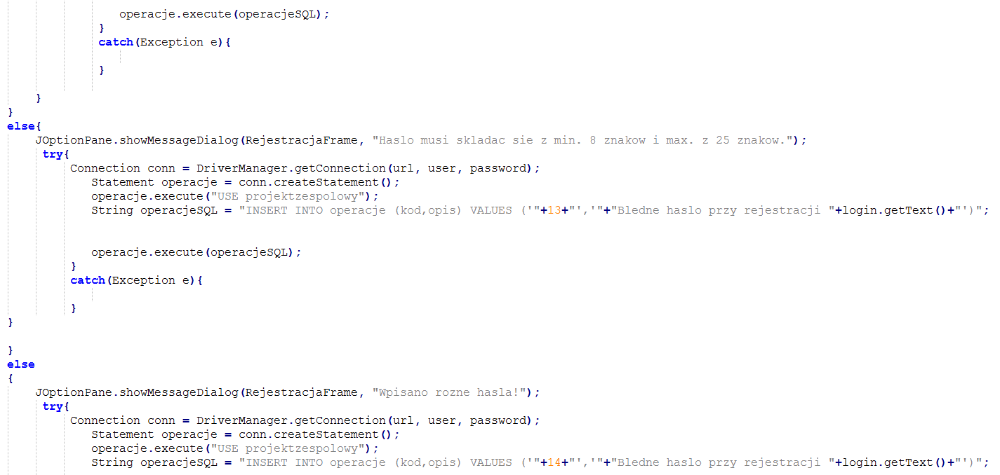 operacje.execute(operacjeSQL);
}
catch(Exception e){
}
}
}
else{
JOptionPane.showMessageDialog(RejestracjaFrame, "Haslo musi skladac sie z min. 8 znakow i max. z 25 znakow.");
try{
Connection conn = DriverManager.getConnection(url, user, password);
Statement operacje = conn.createStatement();
operacje.execute("USE projektzespolowy");
String operacjeSQL = "INSERT INTO operacje (kod,opis) VALUES ('"+13+"','"+"Bledne haslo przy rejestracji "+login.getText()+"')";
operacje.execute(operacjeSQL);
}
catch(Exception e){
}
}
}
else
{
JOptionPane.showMessageDialog(RejestracjaFrame, "Wpisano rozne hasla!");
try{
Connection conn = DriverManager.getConnection(url, user, password);
Statement operacje = conn.createStatement();
operacje.execute("USE projektzespolowy");
String operacjeSQL = "INSERT INTO operacje (kod,opis) VALUES ('"+14+"','"+"Bledne haslo przy rejestracji "+login.getText()+"')";